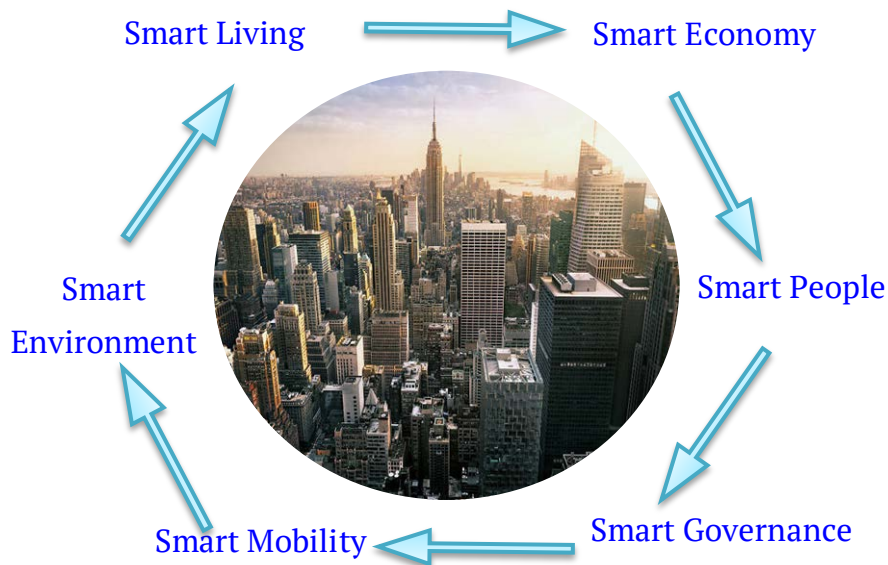 Smart Living
Smart Economy
Smart People
Smart Governance
Smart Mobility
Smart
Environment